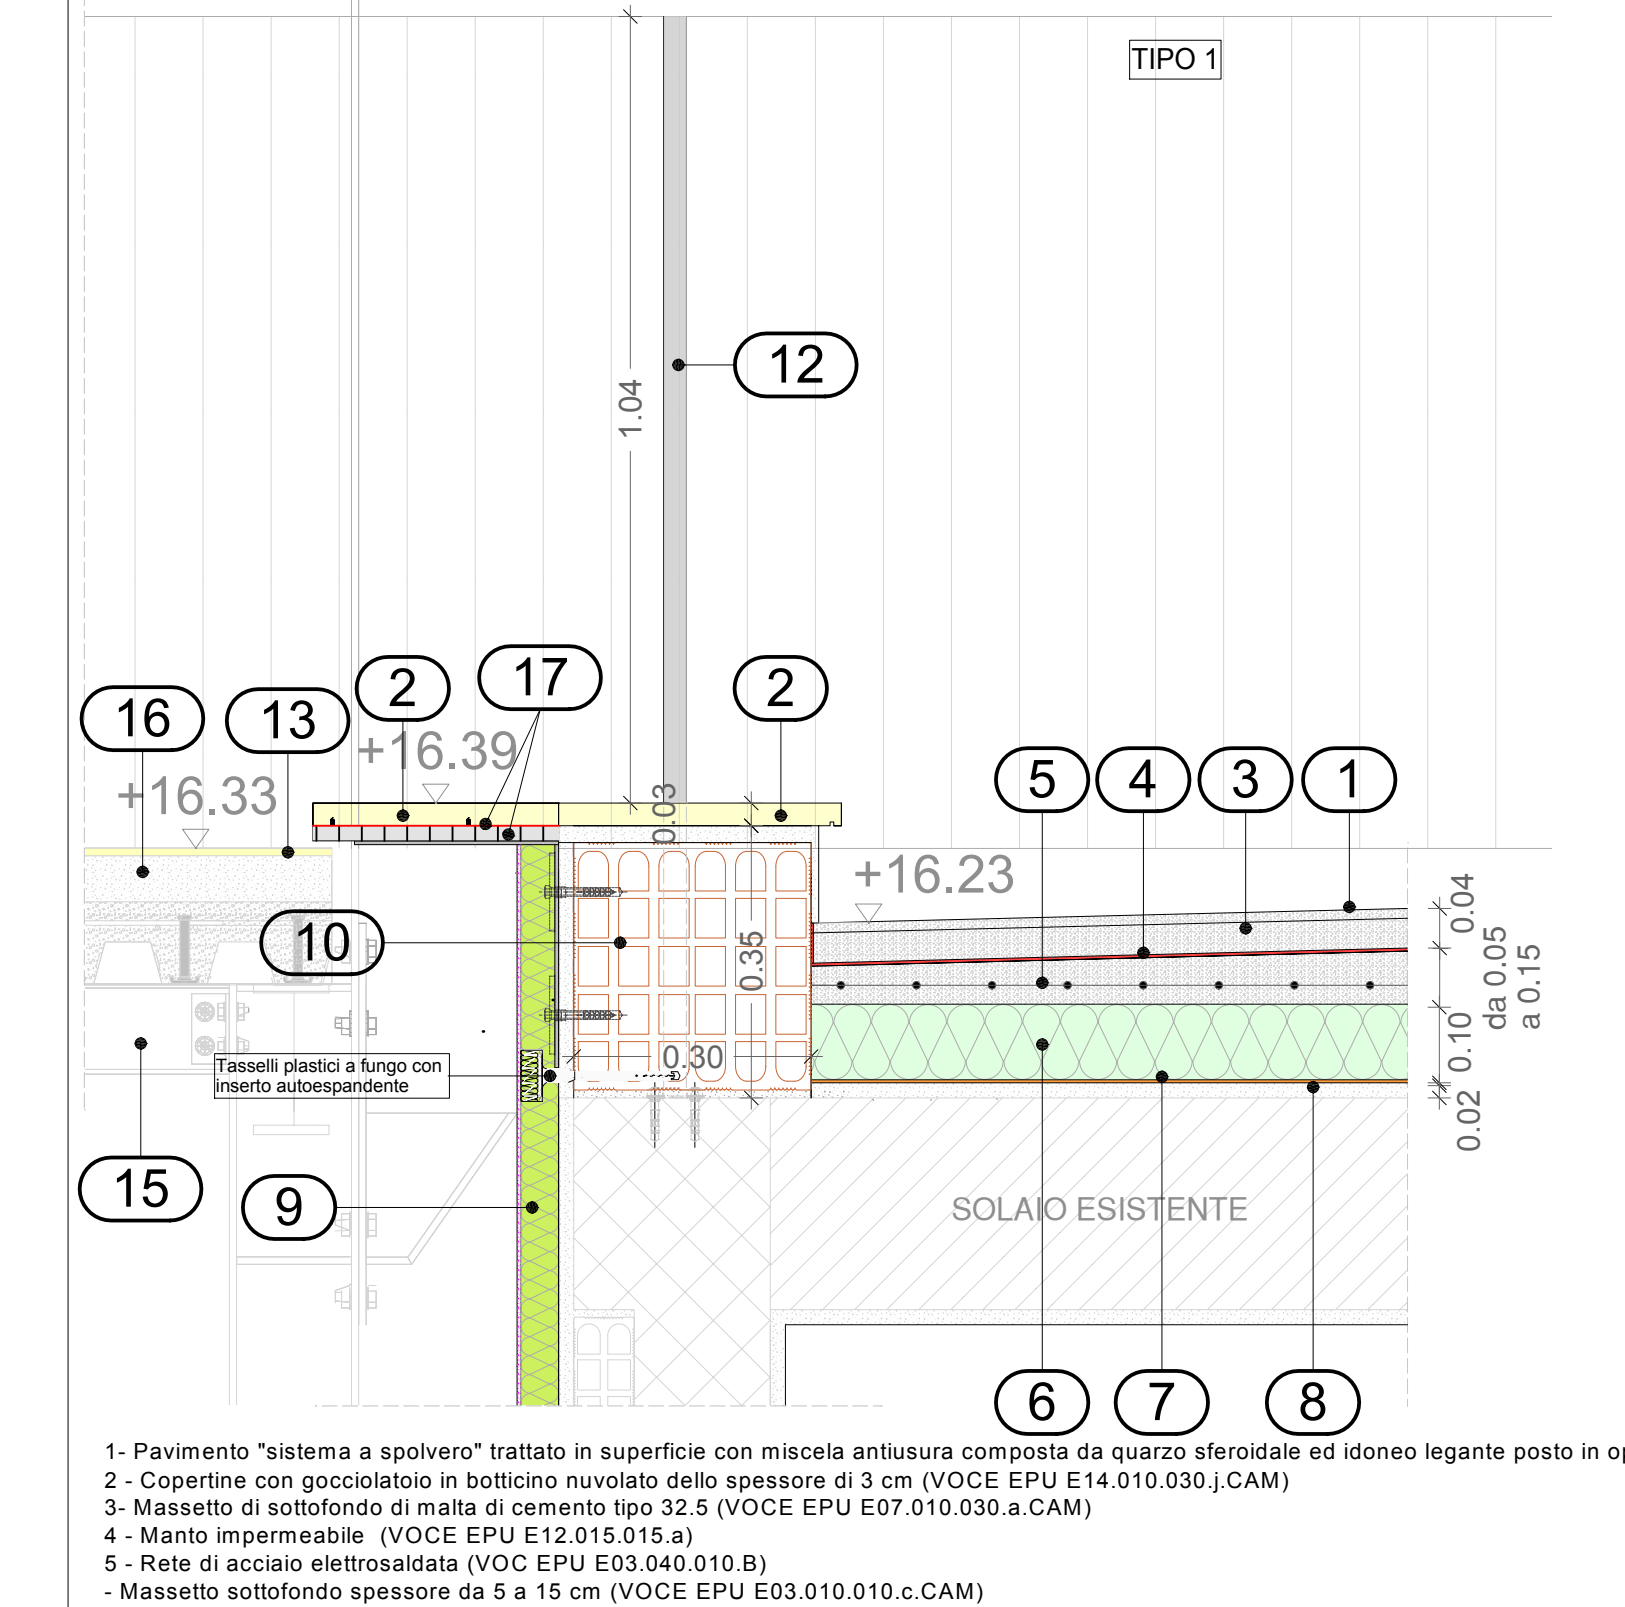 TIPO 1
1.04
12
2
17
2
16
13
+16.39
+16.33
5
4
3
1
0.03
+16.23
0.04
10
0.35
da 0.05
a 0.15
0.10
0.30
Tasselli plastici a fungo con
inserto autoespandente
0.02
15
9
SOLAIO ESISTENTE
6
7
8
1- Pavimento "sistema a spolvero" trattato in superficie con miscela antiusura composta da quarzo sferoidale ed idoneo legante posto in
2 - Copertine con gocciolatoio in botticino nuvolato dello spessore di 3 cm (VOCE EPU E14.010.030.j.CAM)
3- Massetto di sottofondo di malta di cemento tipo 32.5 (VOCE EPU E07.010.030.a.CAM)
4 - Manto impermeabile (VOCE EPU E12.015.015.a)
5 - Rete di acciaio elettrosaldata (VOC EPU E03.040.010.B)
- Massetto sottofondo spessore da 5 a 15 cm (VOCE EPU E03.010.010.c.CAM)